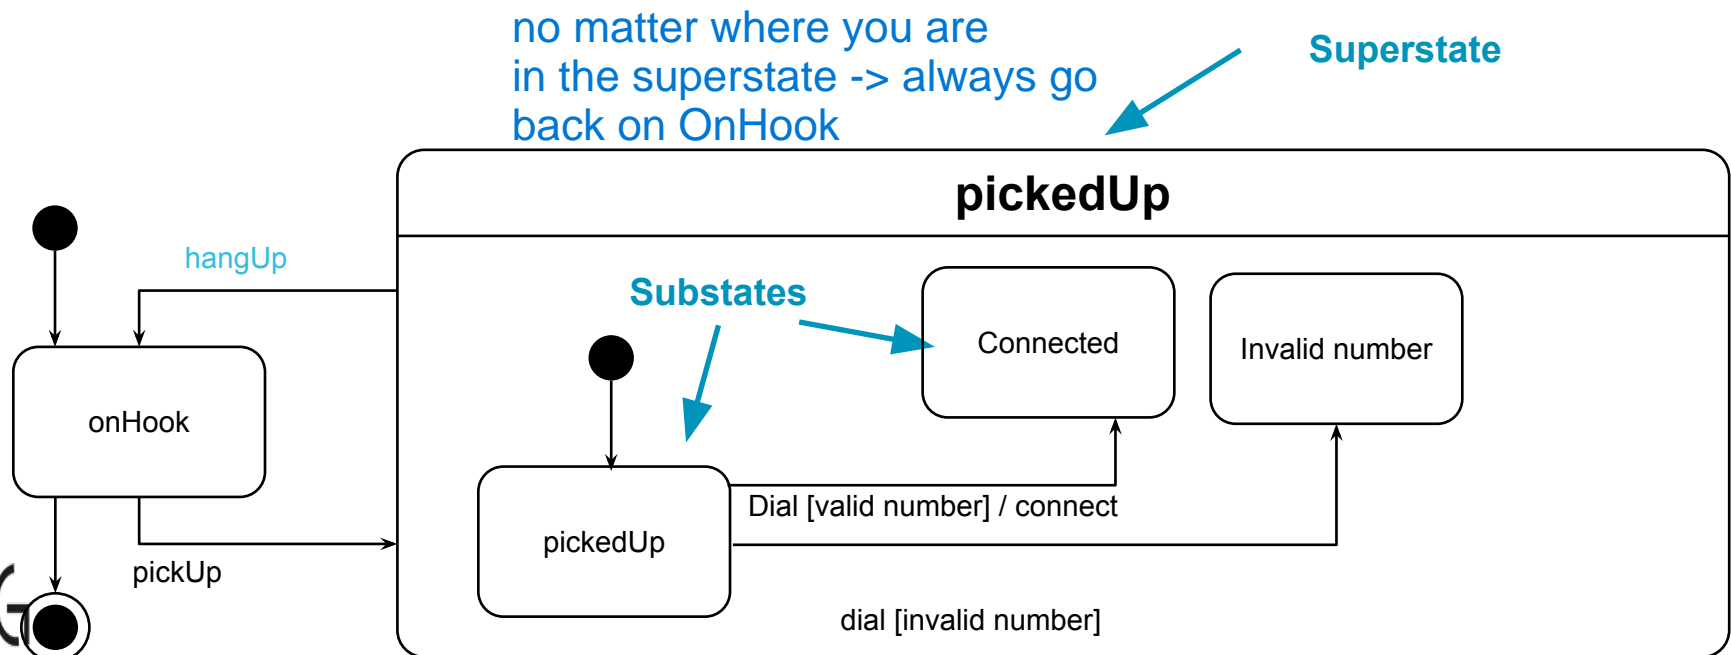 no matter where you are
in the superstate -> always go
back on OnHook
Superstate
pickedUp
hangUp
Substates
Connected
Invalid number
onHook
Dial [valid number] / connect
pickedUp
pickUp
dial [invalid number]